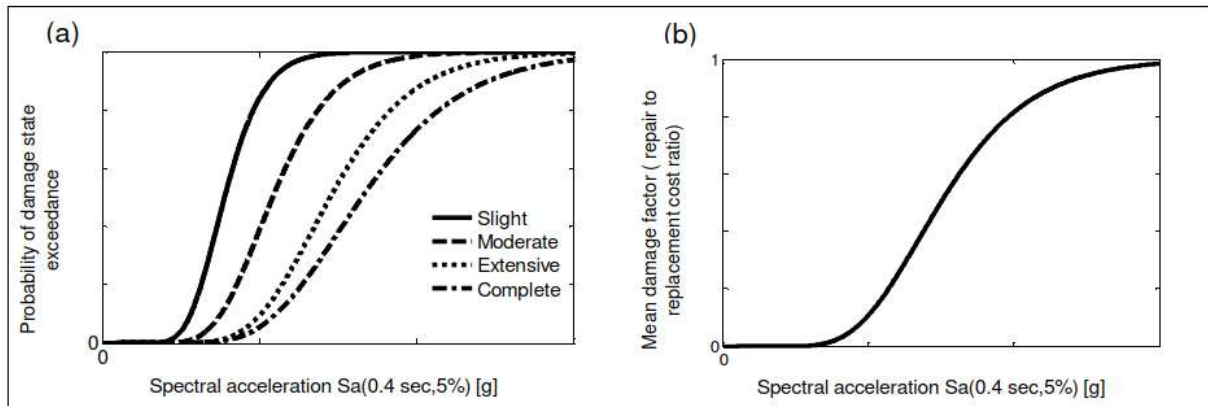 (a)
Probability of damage state
exceedance
0
0
Slight
Moderate
Extensive
Complete
Spectral acceleration Sa(0.4 sec,5%) [g]
(b)
Mean damage factor ( repair to
replacement cost ratio)
1
0
0
Spectral acceleration Sa(0.4 sec,5%) [g]